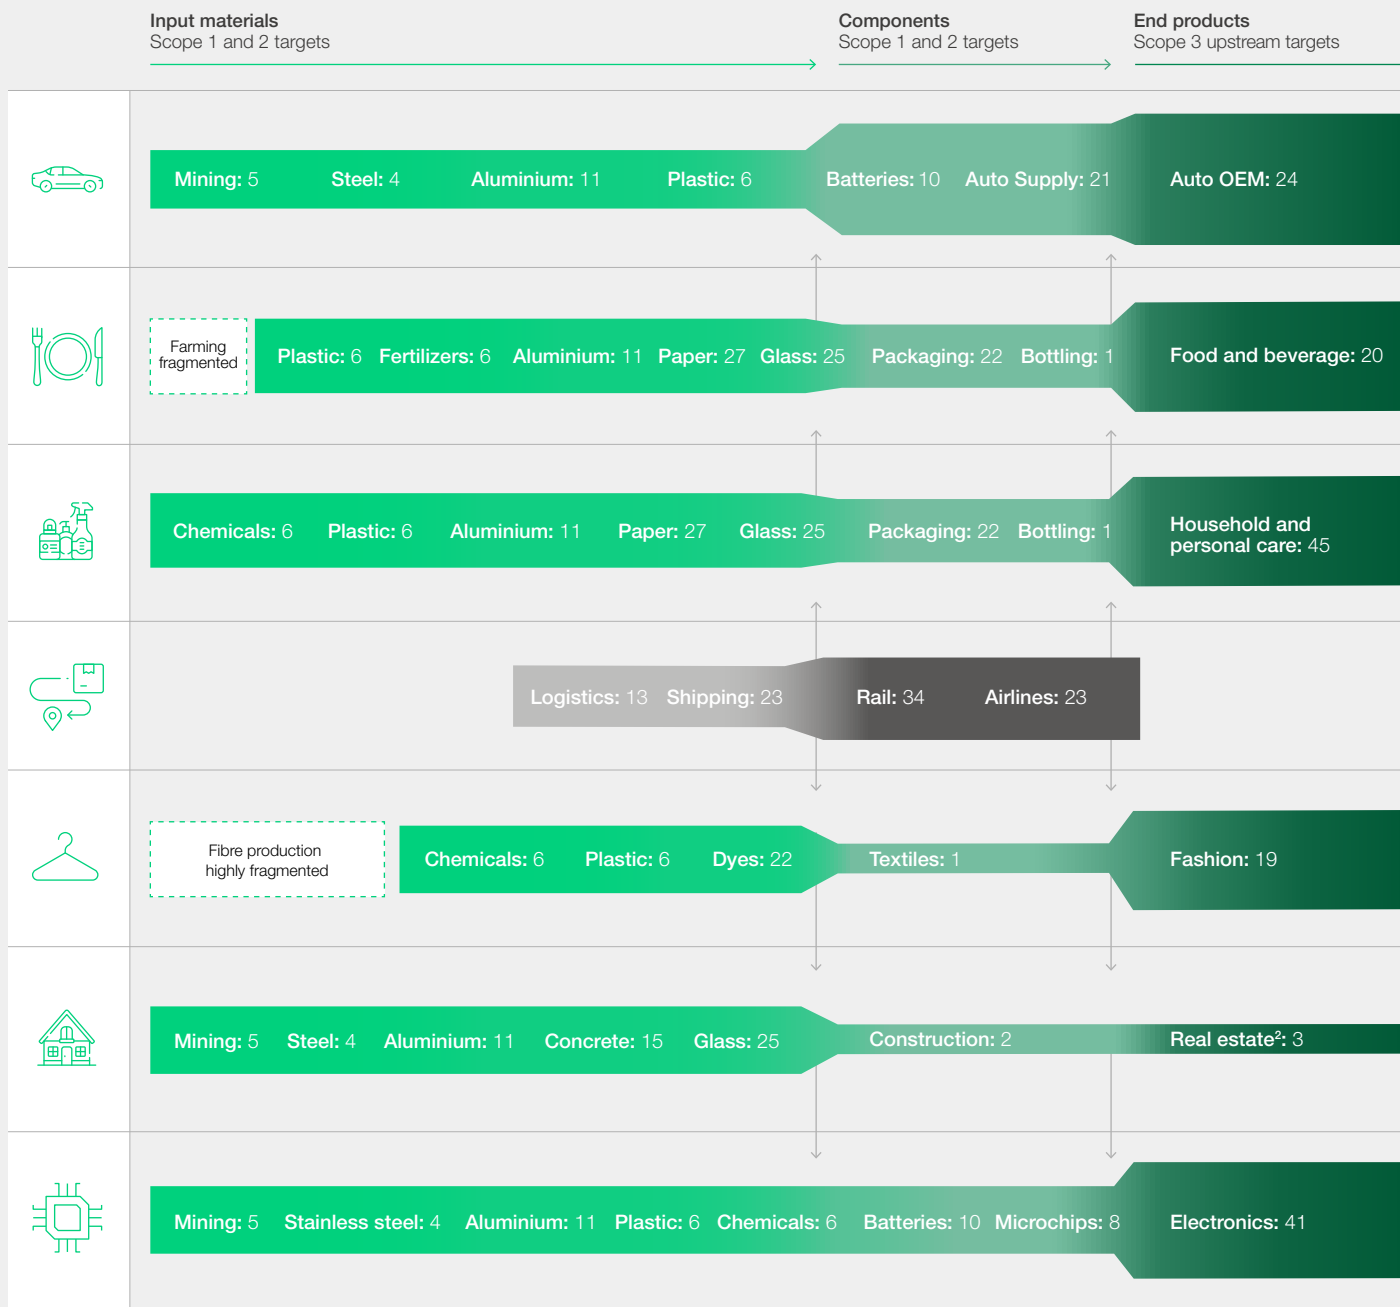 Input materials
Scope 1 and 2 targets
Components
Scope 1 and 2 targets
End products
Scope 3 upstream targets
Mining: 5 Steel: 4 Aluminium: 11 Plastic: 6 Batteries: 10 Auto Supply: 21 Auto OEM: 24
Farming
fragmented
Plastic: 6 Fertilizers: 6 Aluminium: 11 Paper: 27 Glass: 25 Packaging: 22 Bottling: 1 Food and beverage: 20
Chemicals: 6 Plastic: 6 Aluminium: 11 Paper: 27 Glass: 25 Packaging: 22 Bottling: 1
Household and
personal care: 45
Logistics: 13 Shipping: 23 Rail: 34 Airlines: 23
Fibre production
highly fragmented
Chemicals: 6 Plastic: 6 Dyes: 22 Textiles: 1 Fashion: 19
Mining: 5 Steel: 4 Aluminium: 11 Concrete: 15 Glass: 25 Construction: 2 Real estate²: 3
Mining: 5 Stainless steel: 4 Aluminium: 11 Plastic: 6 Chemicals: 6 Batteries: 10 Microchips: 8 Electronics: 41